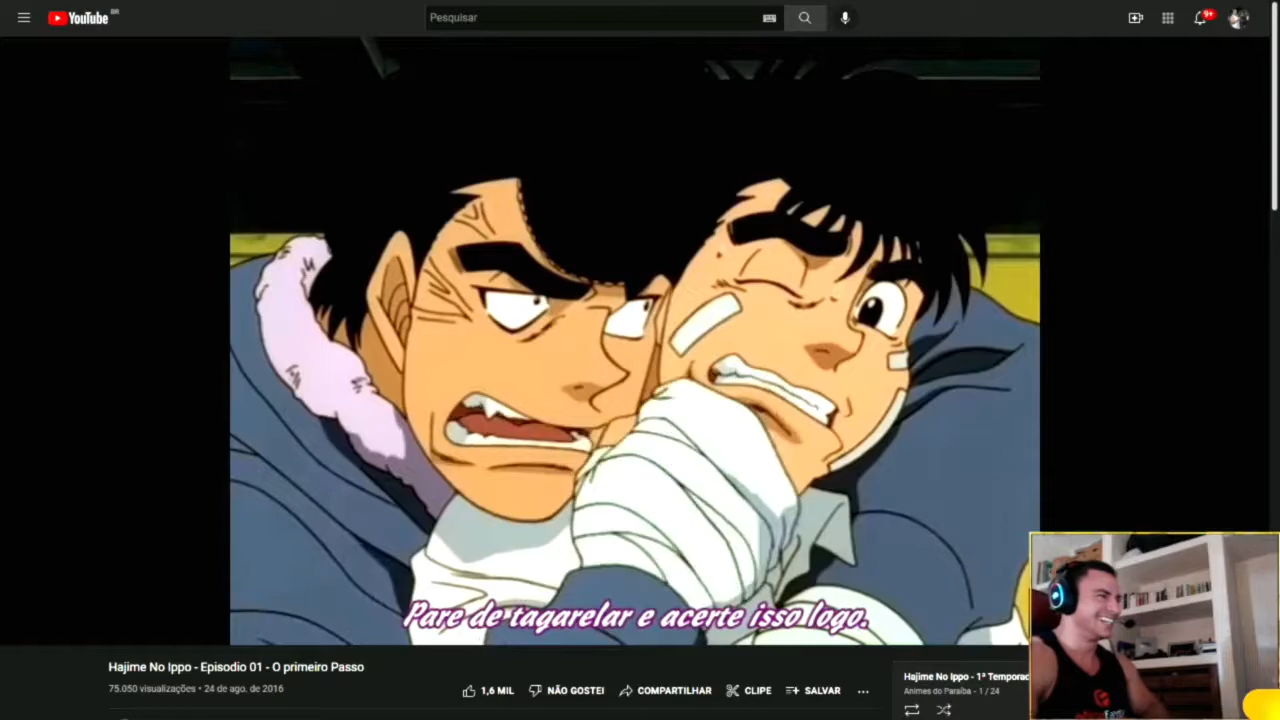 YouTube BR
Pesquisar
9+
Pare de tagarelar e acerte isso logo.
Hajime No Ippo - Episodio 01 - O primeiro Passo
75.050 visualizações • 24 de ago. de 2016
1,6 MIL
NÃO GOSTEI
COMPARTILHAR
CLIPE
SALVAR
Hajime No Ippo - 1ª Temporad
Animes do Paraíba - 1 / 24